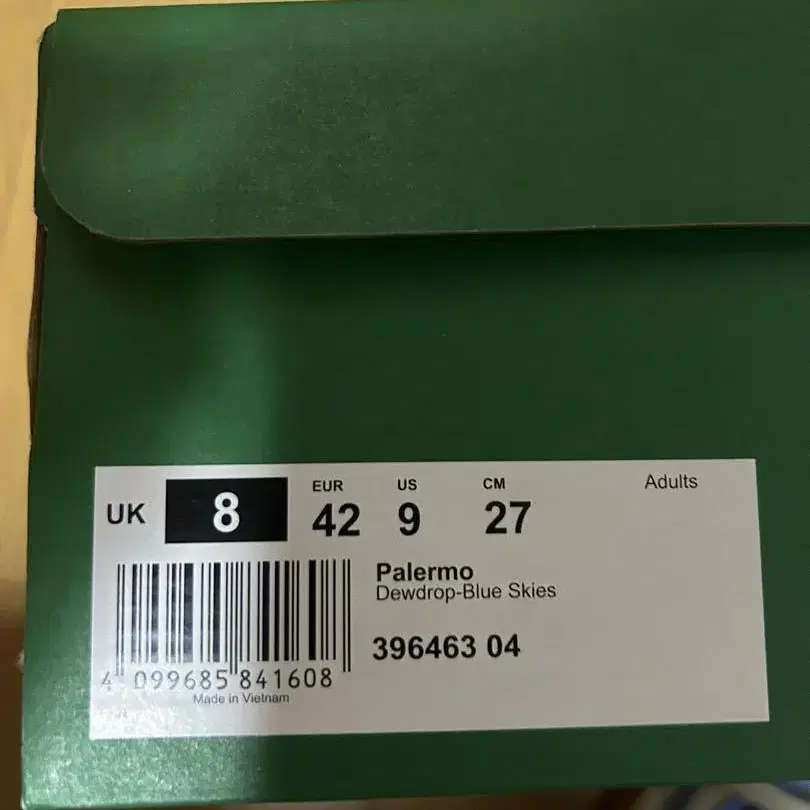 UK 8
EUR US CM Adults
42 9 27
Palermo
Dewdrop-Blue Skies
396463 04
4 099685 841608
Made in Vietnam